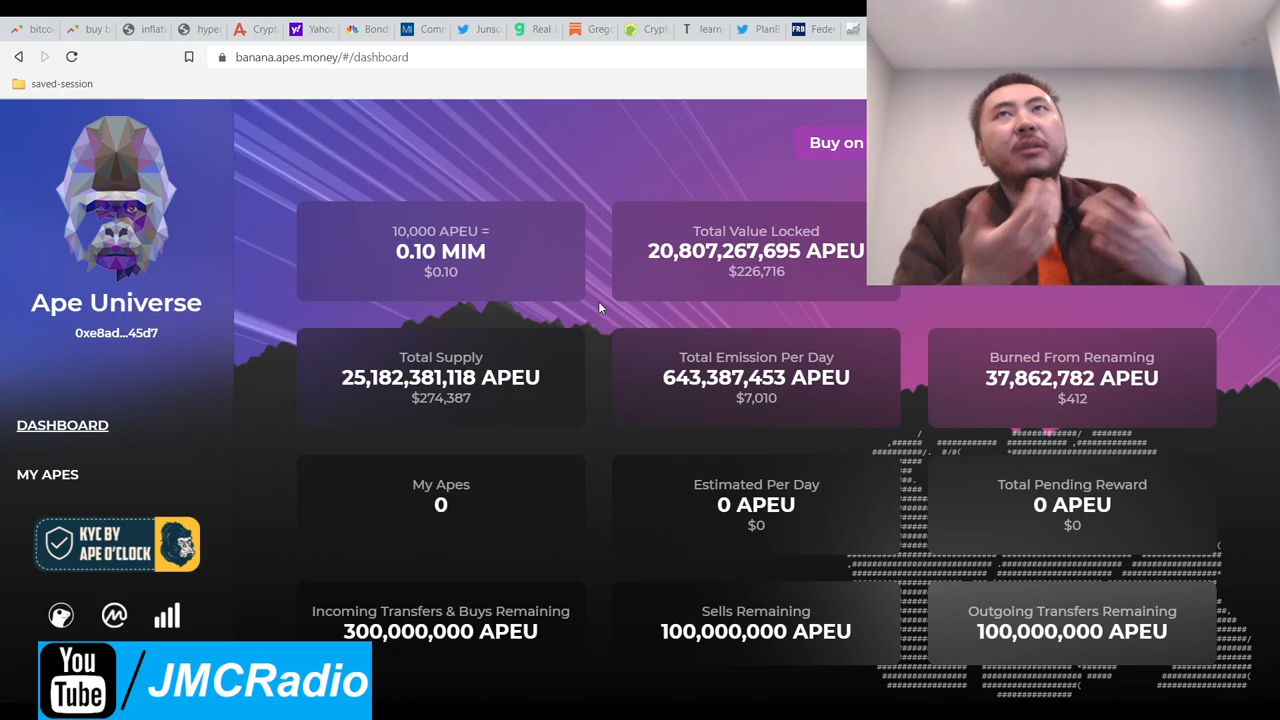 bitcoi
buy b
inflati
hyper
Crypt
Yahoo
Bond
Comm
Junso
Real J
Grego
Crypt
learn-
PlanB
FRB
Feder
banana.apes.money/#/dashboard
saved-session
Buy on
Ape Universe
0xe8ad...45d7
DASHBOARD
MY APES
KYC BY
APE O'CLOCK
10,000 APEU =
0.10 MIM
$0.10
Total Value Locked
20,807,267,695 APEU
$226,716
Total Supply
25,182,381,118 APEU
$274,387
Total Emission Per Day
643,387,453 APEU
$7,010
Burned From Renaming
37,862,782 APEU
$412
My Apes
0
Estimated Per Day
0 APEU
$0
Total Pending Reward
0 APEU
$0
Incoming Transfers & Buys Remaining
300,000,000 APEU
Sells Remaining
100,000,000 APEU
Outgoing Transfers Remaining
100,000,000 APEU
You
Tube
/JMCRadio